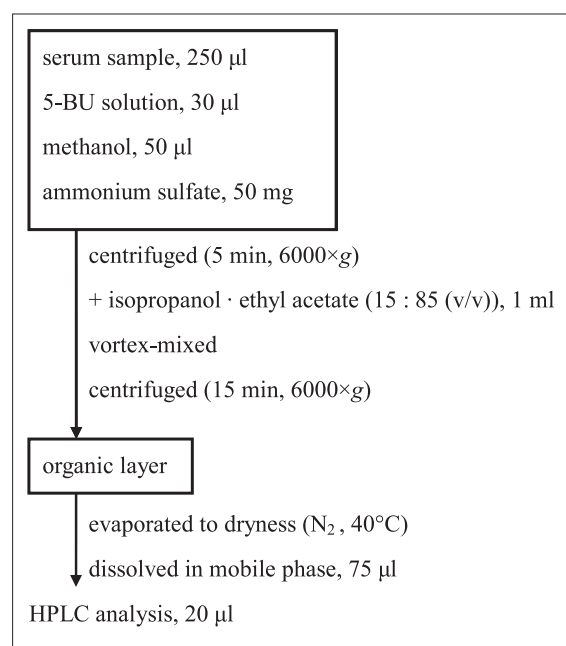 serum sample, 250 μl
5-BU solution, 30 μl
methanol, 50 μl
ammonium sulfate, 50 mg
centrifuged (5 min, 6000×g)
+ isopropanol · ethyl acetate (15 : 85 (v/v)), 1 ml
vortex-mixed
centrifuged (15 min, 6000×g)
organic layer
evaporated to dryness (N₂ , 40°C)
dissolved in mobile phase, 75 μl
HPLC analysis, 20 μl